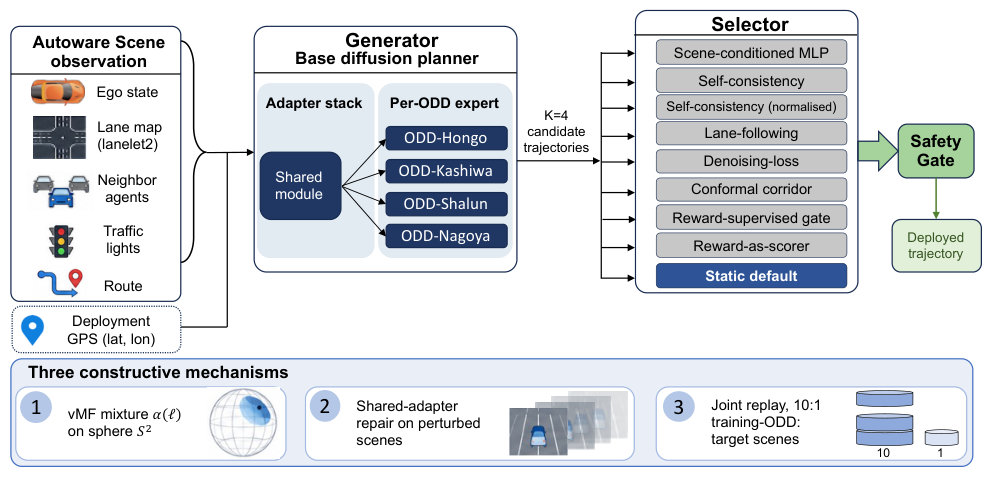 Autoware Scene
observation
Ego state
Lane map
(lanelet2)
Neighbor
agents
Traffic
lights
Route
Deployment
GPS (lat, lon)
Generator
Base diffusion planner
Adapter stack
Shared
module
Per-ODD expert
ODD-Hongo
ODD-Kashiwa
ODD-Shalun
ODD-Nagoya
K=4
candidate
trajectories
Selector
Scene-conditioned MLP
Self-consistency
Self-consistency (normalised)
Lane-following
Denoising-loss
Conformal corridor
Reward-supervised gate
Reward-as-scorer
Static default
Safety
Gate
Deployed
trajectory
Three constructive mechanisms
1
vMF mixture α(ℓ)
on sphere S²
2
Shared-adapter
repair on perturbed
scenes
3
Joint replay, 10:1
training-ODD:
target scenes
10
1